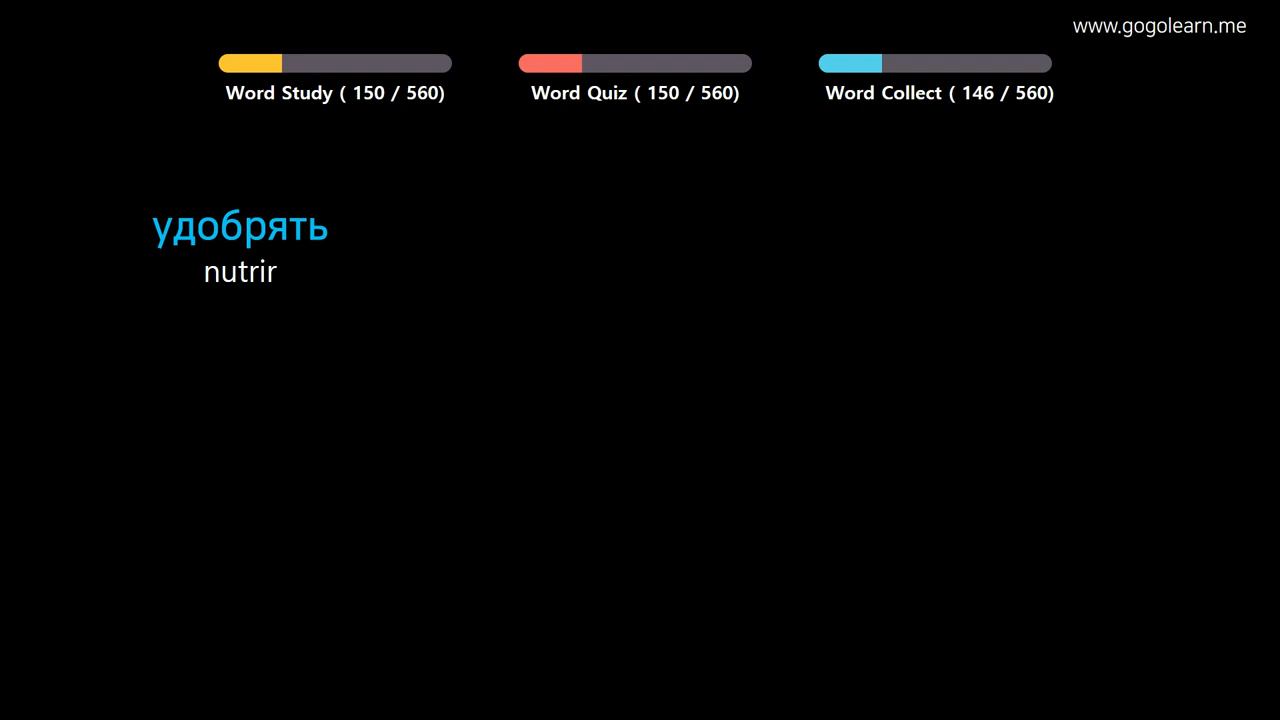 www.gogolearn.me
Word Study ( 150 / 560)
Word Quiz ( 150 / 560)
Word Collect ( 146 / 560)
удобрять
nutrir